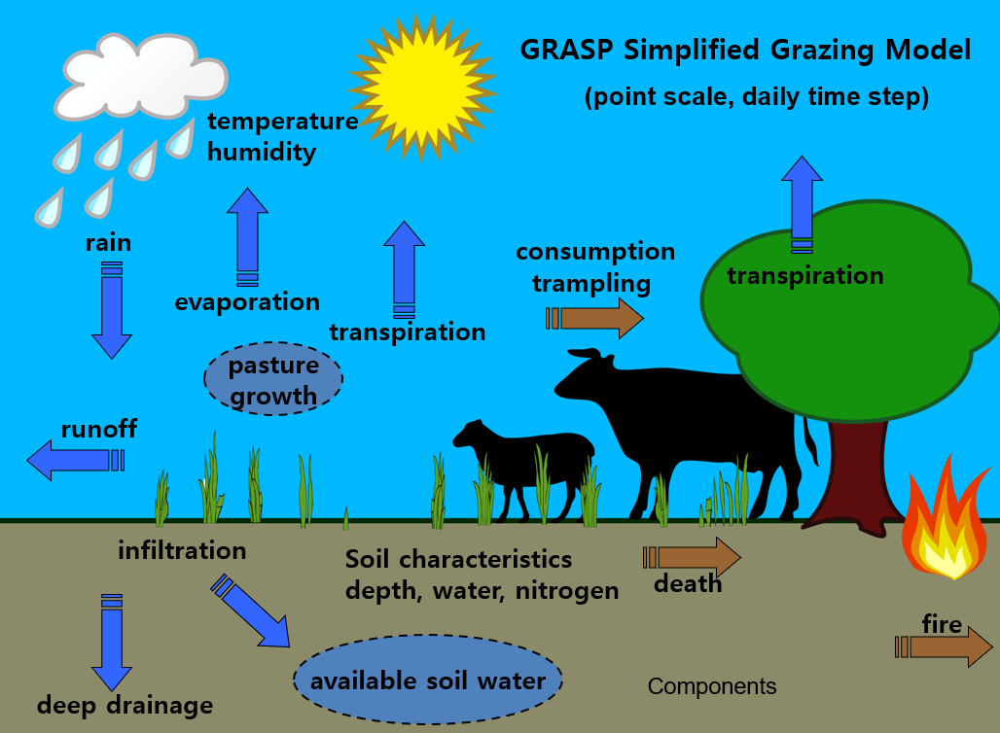 GRASP Simplified Grazing Model
(point scale, daily time step)
temperature
humidity
rain
evaporation
transpiration
consumption
trampling
transpiration
pasture
growth
runoff
infiltration
Soil characteristics
depth, water, nitrogen
death
fire
available soil water
Components
deep drainage